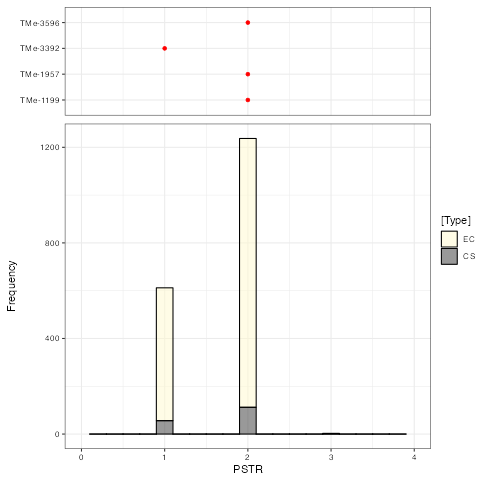 TMe-3596
TMe-3392
TMe-1957
TMe-1199
1200
800
400
0
Frequency
0 1 2 3 4
PSTR
[Type]
EC
CS